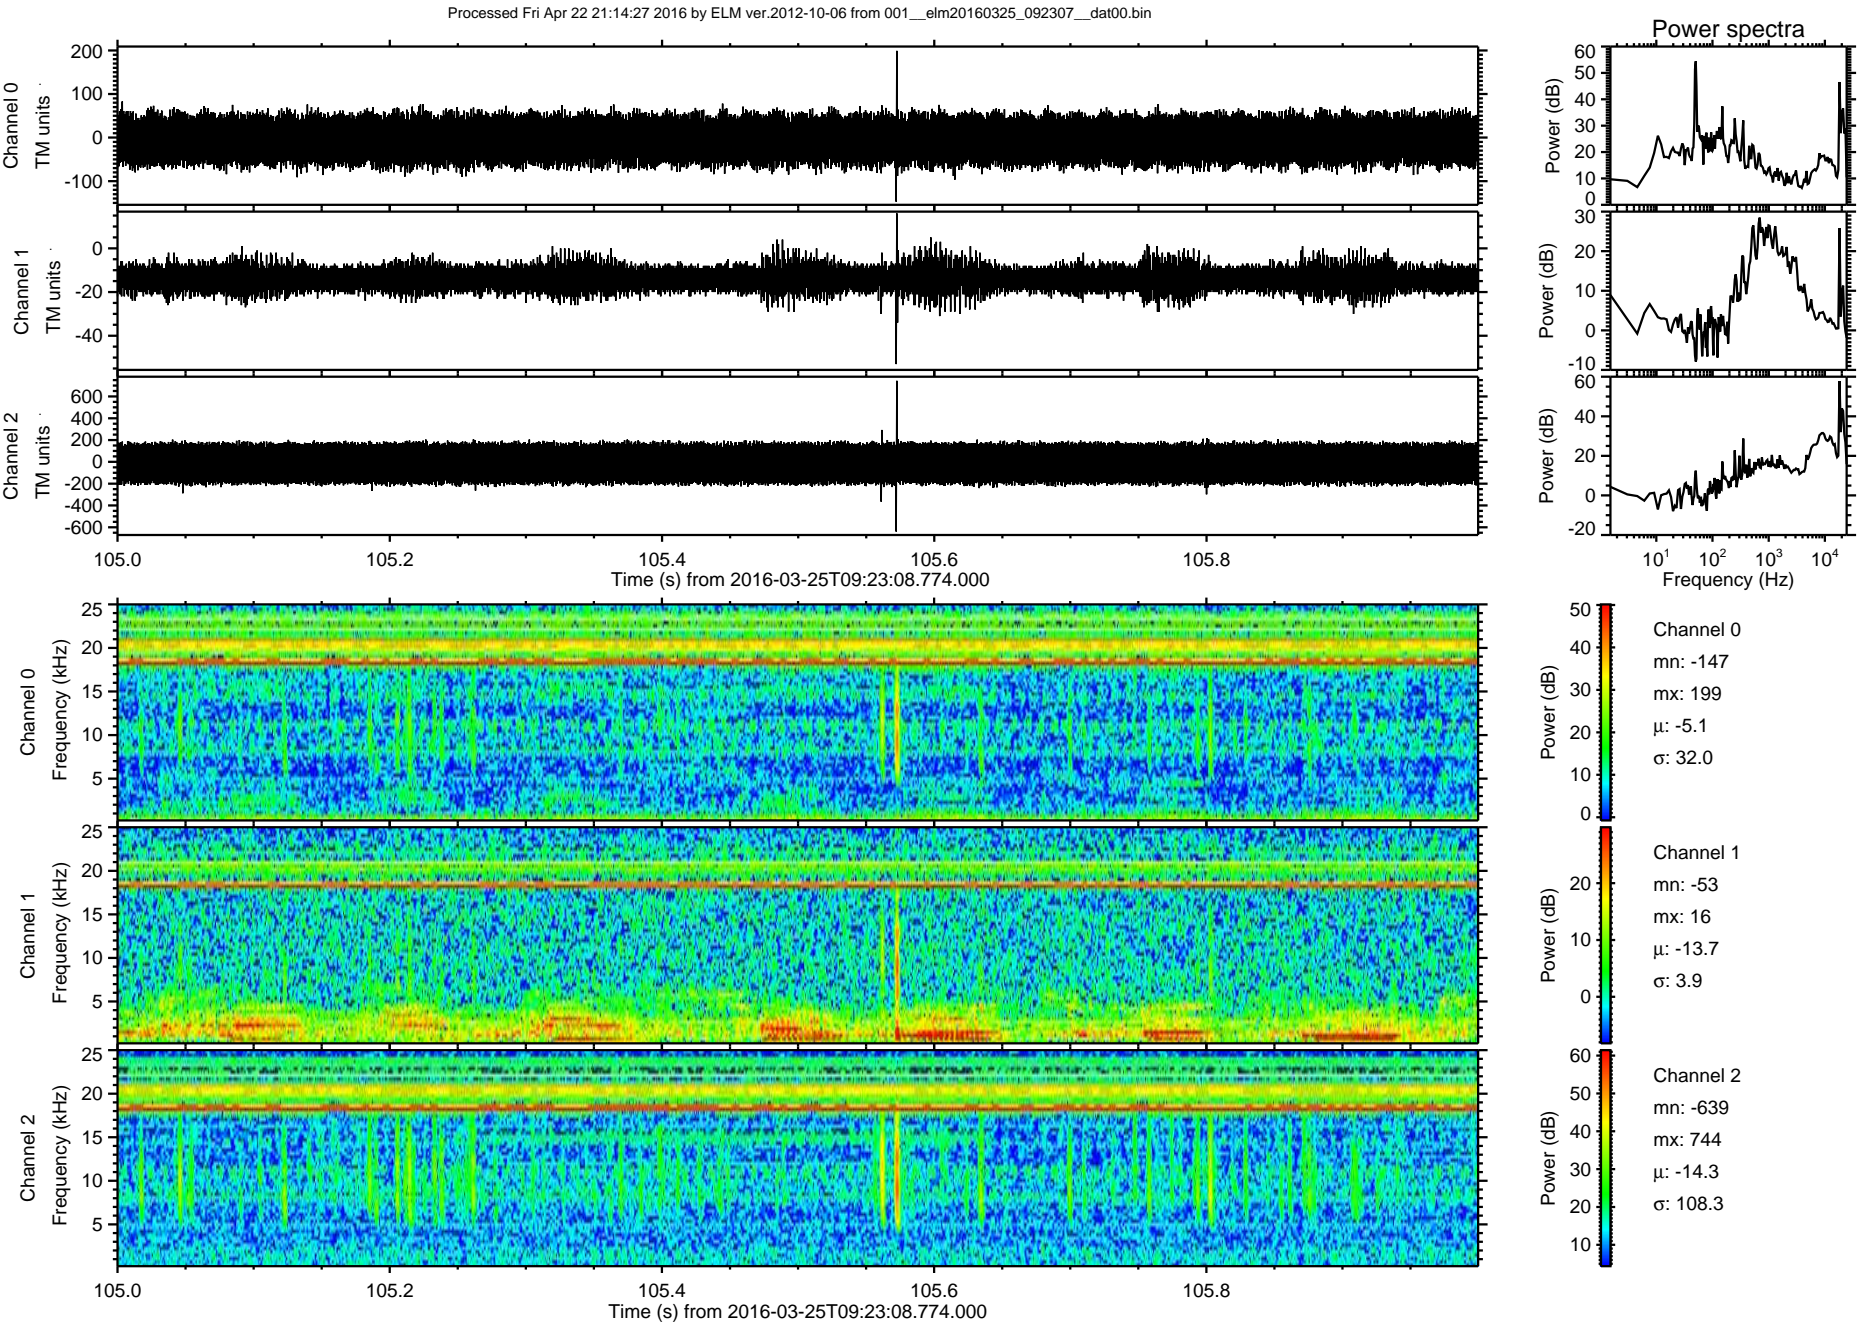 Processed Fri Apr 22 21:14:27 2016 by ELM ver.2012-10-06 from 001__elm20160325_092307__dat00.bin
Power spectra
Channel 0
TM units
200
100
0
-100
Power (dB)
60
50
40
30
20
10
0
Channel 1
TM units
0
-20
-40
Power (dB)
30
20
10
0
-10
Channel 2
TM units
600
400
200
0
-200
-400
-600
Power (dB)
60
40
20
0
-20
105.0 105.2 105.4 105.6 105.8
Time (s) from 2016-03-25T09:23:08.774.000
10^1 10^2 10^3 10^4
Frequency (Hz)
Channel 0
Frequency (kHz)
25
20
15
10
5
Power (dB)
50
40
30
20
10
0
Channel 0
mn: -147
mx: 199
μ: -5.1
σ: 32.0
Channel 1
Frequency (kHz)
25
20
15
10
5
Power (dB)
20
10
0
Channel 1
mn: -53
mx: 16
μ: -13.7
σ: 3.9
Channel 2
Frequency (kHz)
25
20
15
10
5
Power (dB)
60
50
40
30
20
10
Channel 2
mn: -639
mx: 744
μ: -14.3
σ: 108.3
105.0 105.2 105.4 105.6 105.8
Time (s) from 2016-03-25T09:23:08.774.000